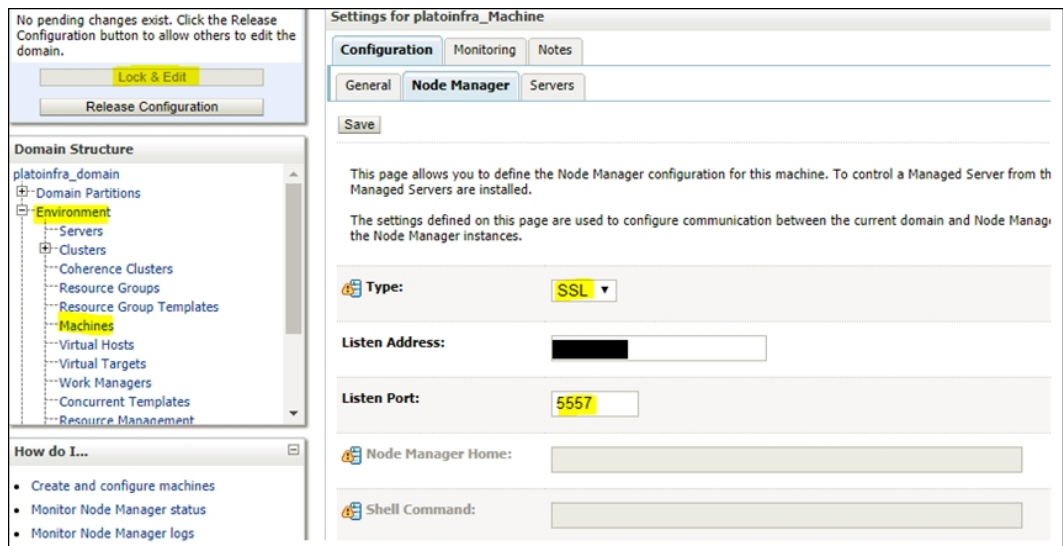 No pending changes exist. Click the Release
Configuration button to allow others to edit the
domain.
Lock & Edit
Release Configuration
Domain Structure
platoinfra_domain
Domain Partitions
Environment
Servers
Clusters
Coherence Clusters
Resource Groups
Resource Group Templates
Machines
Virtual Hosts
Virtual Targets
Work Managers
Concurrent Templates
Resource Management
How do I...
Create and configure machines
Monitor Node Manager status
Monitor Node Manager logs
Settings for platoinfra_Machine
Configuration Monitoring Notes
General Node Manager Servers
Save
This page allows you to define the Node Manager configuration for this machine. To control a Managed Server from th
Managed Servers are installed.
The settings defined on this page are used to configure communication between the current domain and Node Manage
the Node Manager instances.
Type: SSL
Listen Address:
Listen Port: 5557
Node Manager Home:
Shell Command: